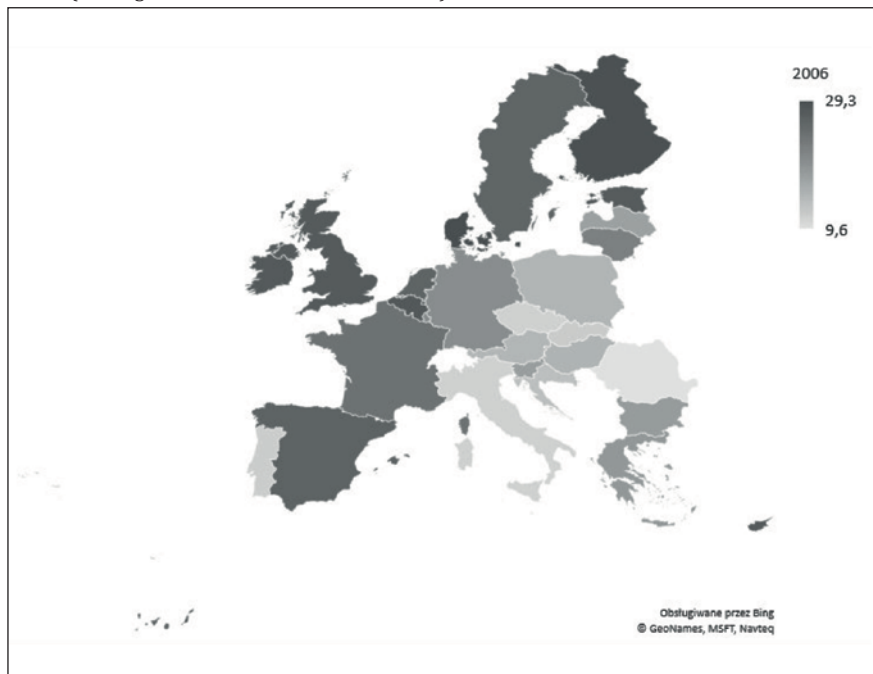 2006
29,3
9,6
Obsługiwane przez Bing
© GeoNames, MSFT, Navteq